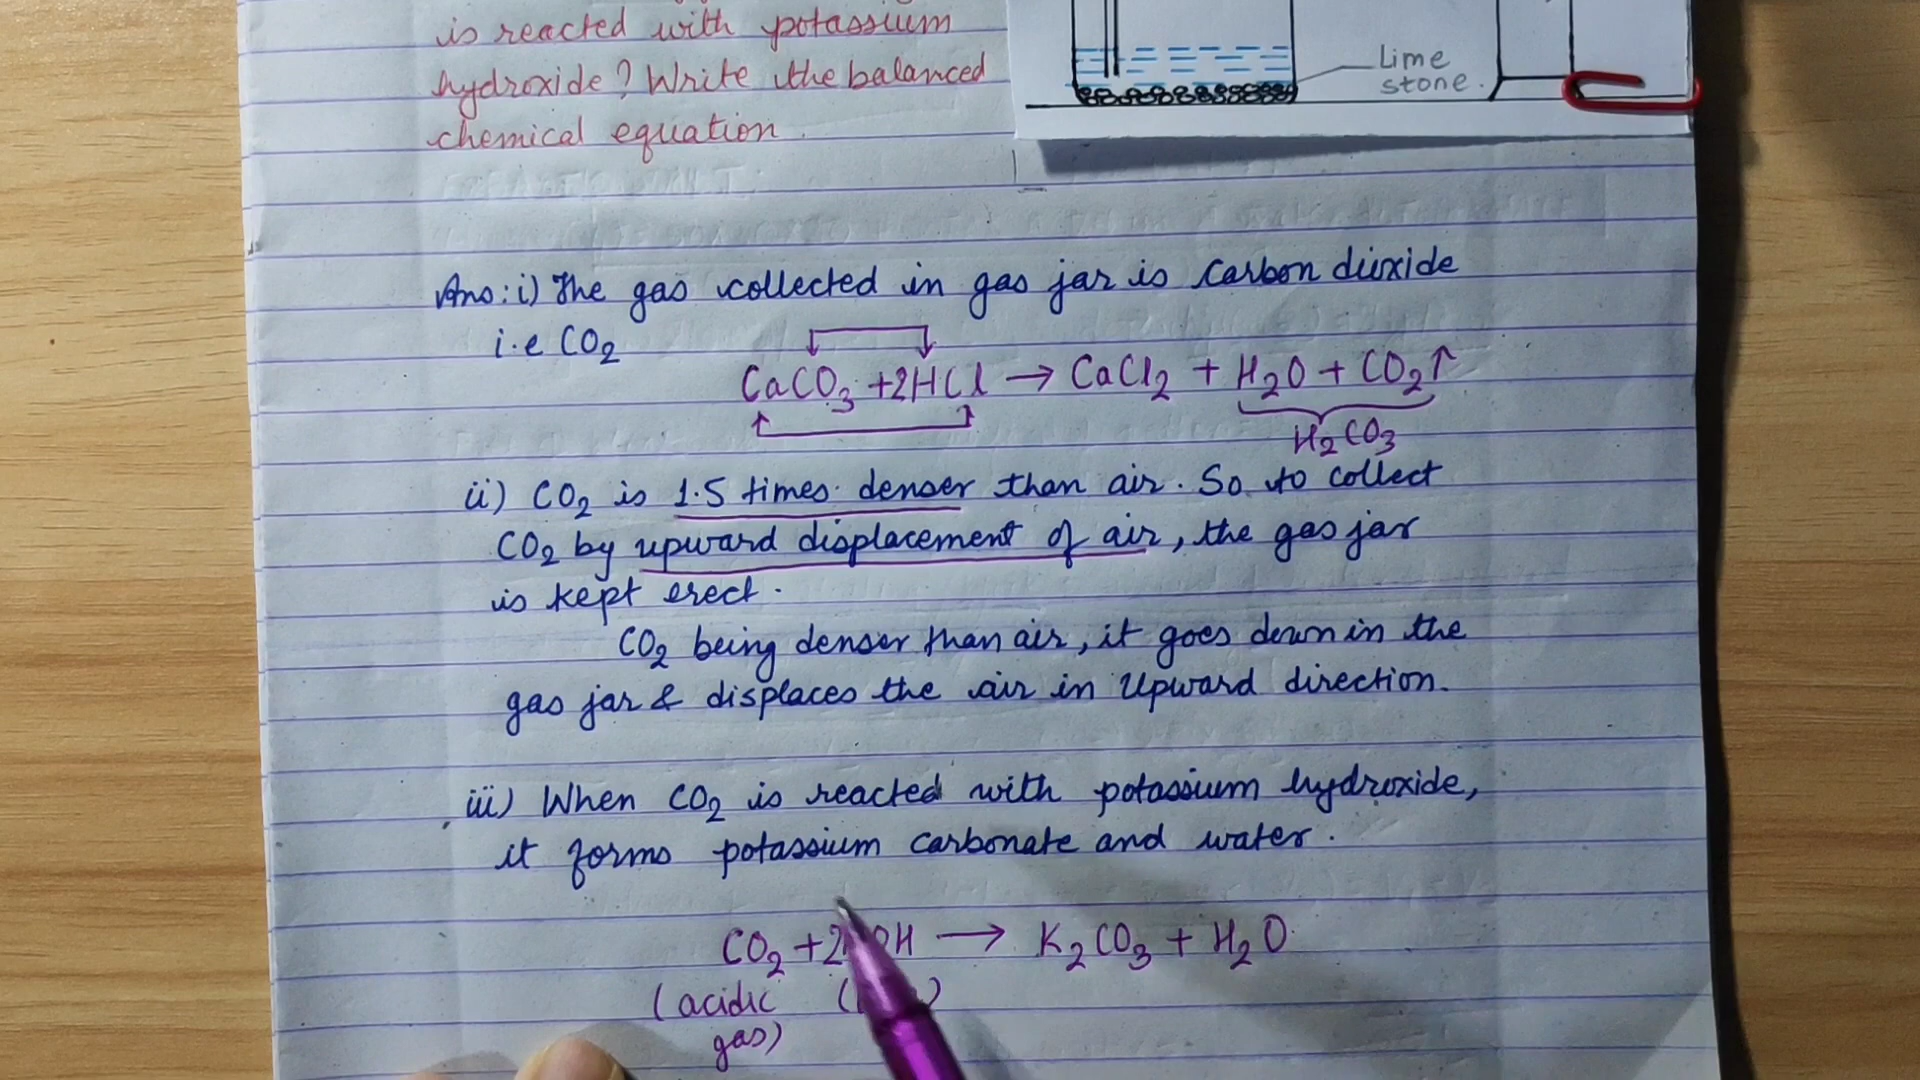 is reacted with potassium
hydroxide? Write the balanced
chemical equation.
Lime
stone.
Ans: i) The gas collected in gas jar is carbon dioxide
i.e CO₂
CaCO₃ + 2HCl → CaCl₂ + H₂O + CO₂↑
H₂CO₃
ii) CO₂ is 1.5 times denser than air. So to collect
CO₂ by upward displacement of air, the gas jar
is kept erect.
CO₂ being denser than air, it goes down in the
gas jar & displaces the air in Upward direction.
iii) When CO₂ is reacted with potassium hydroxide,
it forms potassium carbonate and water.
CO₂ + 2 OH → K₂CO₃ + H₂O
(acidic ( )
gas)